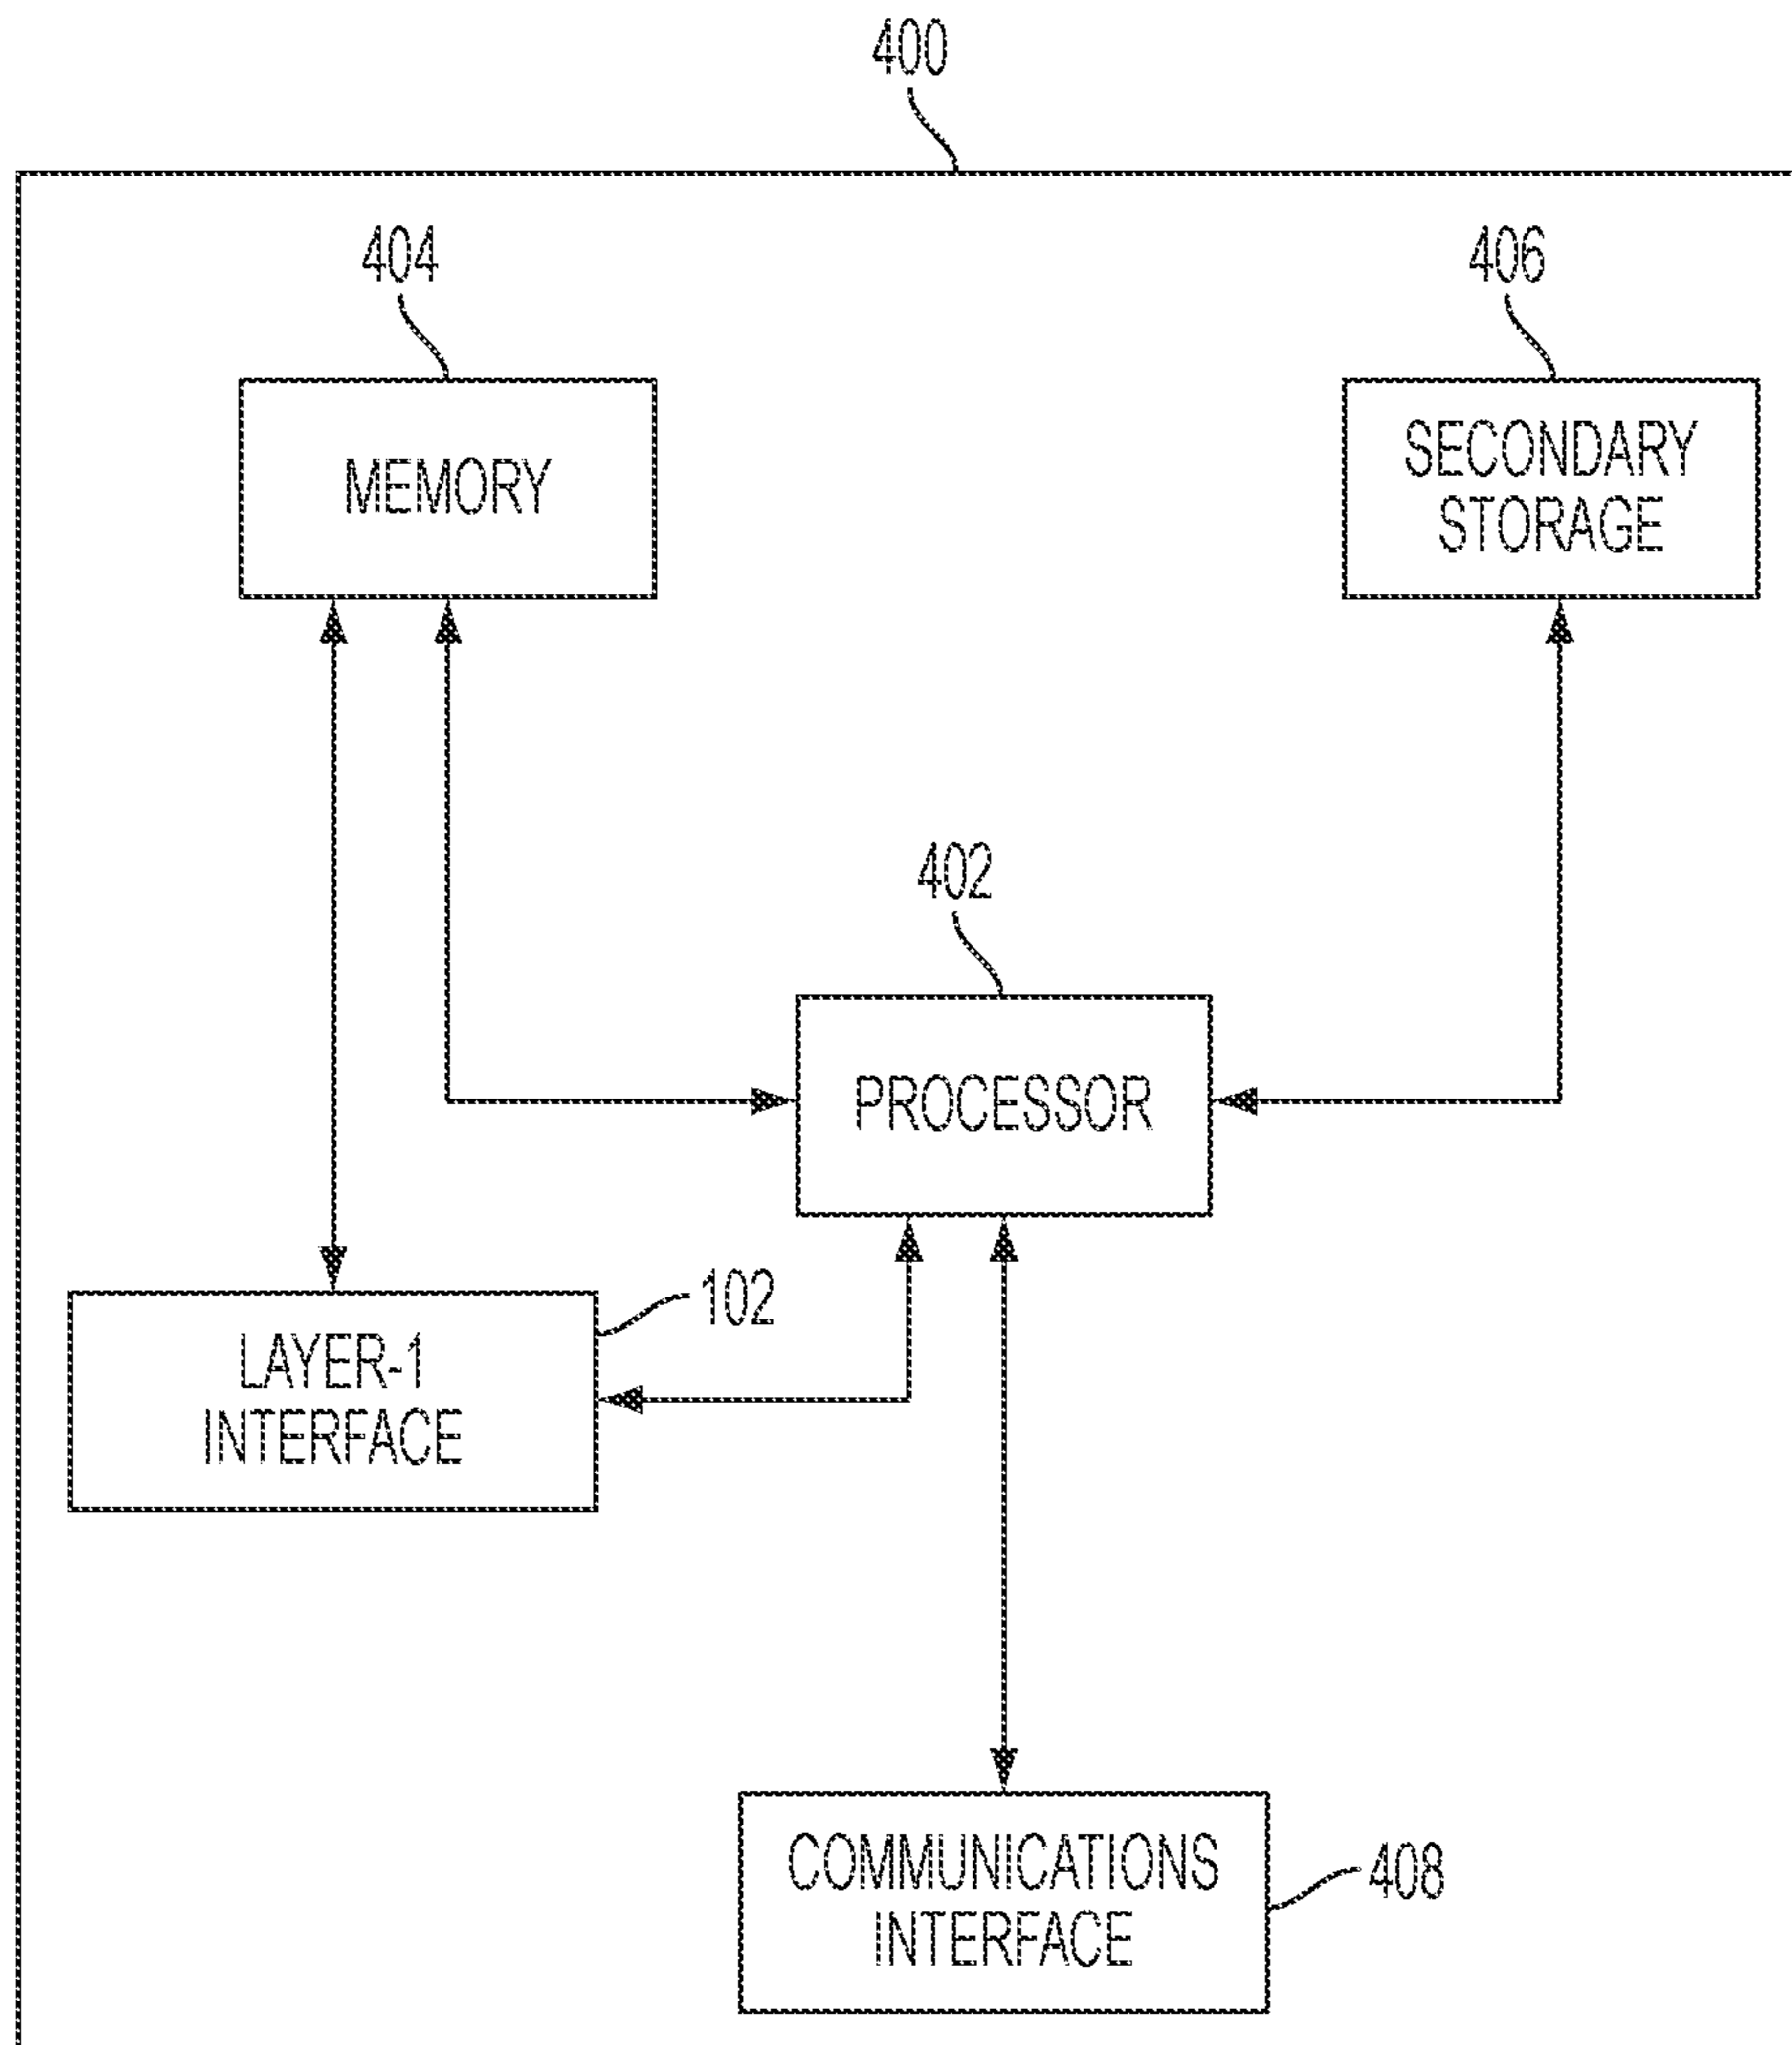 400
404
406
MEMORY
SECONDARY
STORAGE
402
PROCESSOR
102
LAYER-1
INTERFACE
COMMUNICATIONS
INTERFACE
408